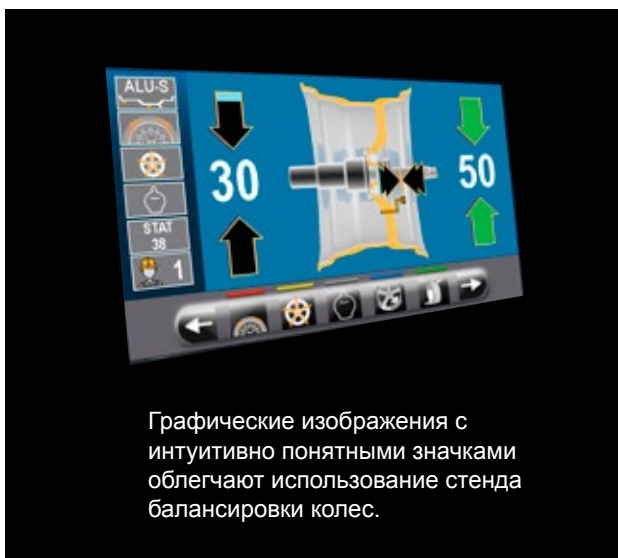 ALU-S
30
50
STAT
38
1
Графические изображения с
интуитивно понятными значками
облегчают использование стенда
балансировки колес.